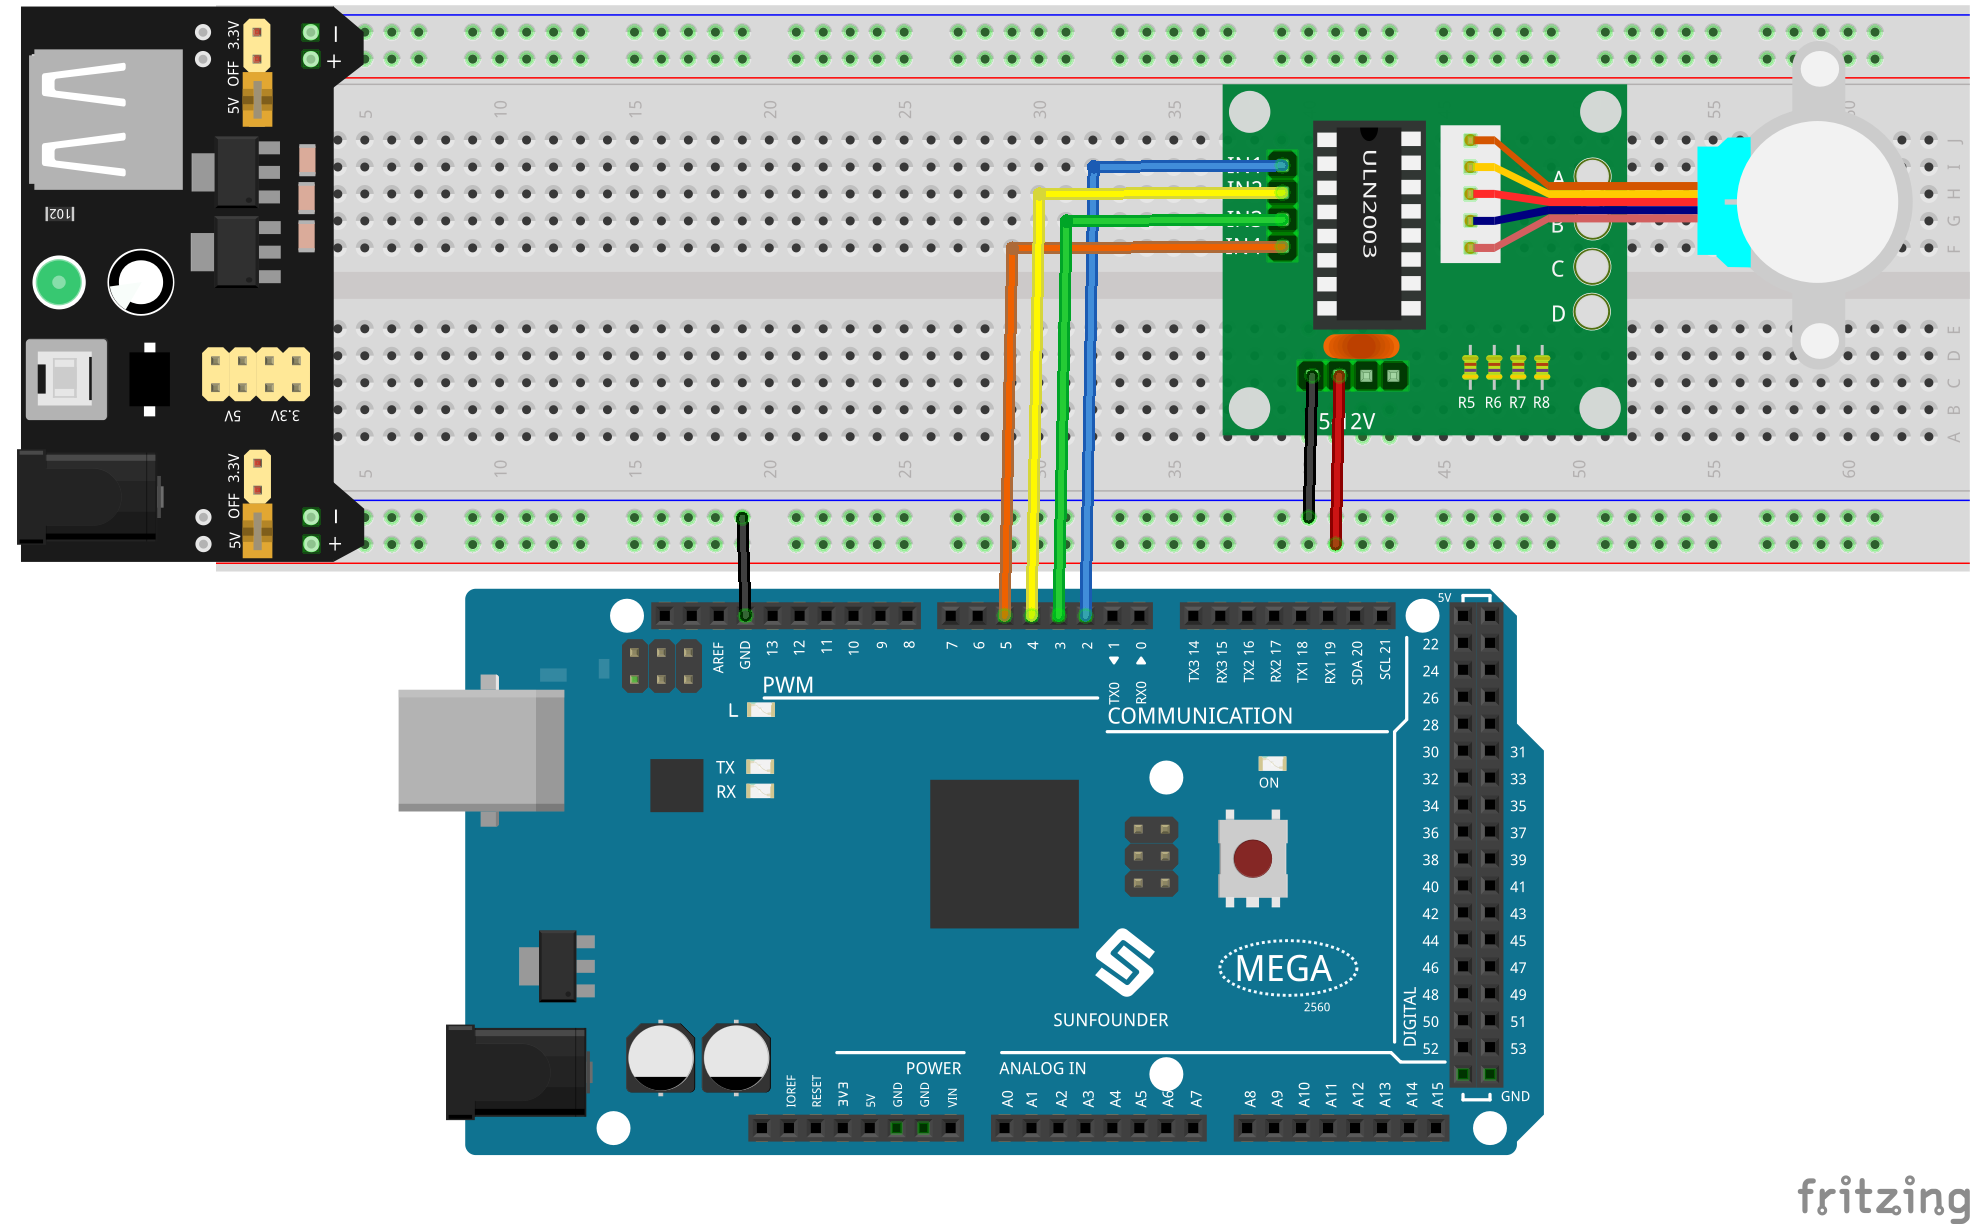 3.3V
OFF
5V
102
5V
3.3V
3.3V
OFF
5V
− +
− +
5 10 15 20 25 30 35 55 60
J
I
H
G
F
E
D
C
B
A
5 10 15 20 25 30 35 45 50 55 60
IN1
IN2
IN3
IN4
ULN2003
A
B
C
D
R5 R6 R7 R8
5-12V
AREF GND 13 12 11 10 9 8 7 6 5 4 3 2 1 0
TX0 RX0
TX3 14 RX3 15 TX2 16 RX2 17 TX1 18 RX1 19 SDA 20 SCL 21
PWM
COMMUNICATION
L
TX
RX
ON
5V
22
24
26
28
30 31
32 33
34 35
36 37
38 39
40 41
42 43
44 45
46 47
48 49
50 51
52 53
GND
DIGITAL
MEGA
2560
SUNFOUNDER
POWER
ANALOG IN
IOREF RESET 3V3 5V GND GND VIN
A0 A1 A2 A3 A4 A5 A6 A7 A8 A9 A10 A11 A12 A13 A14 A15
fritzing